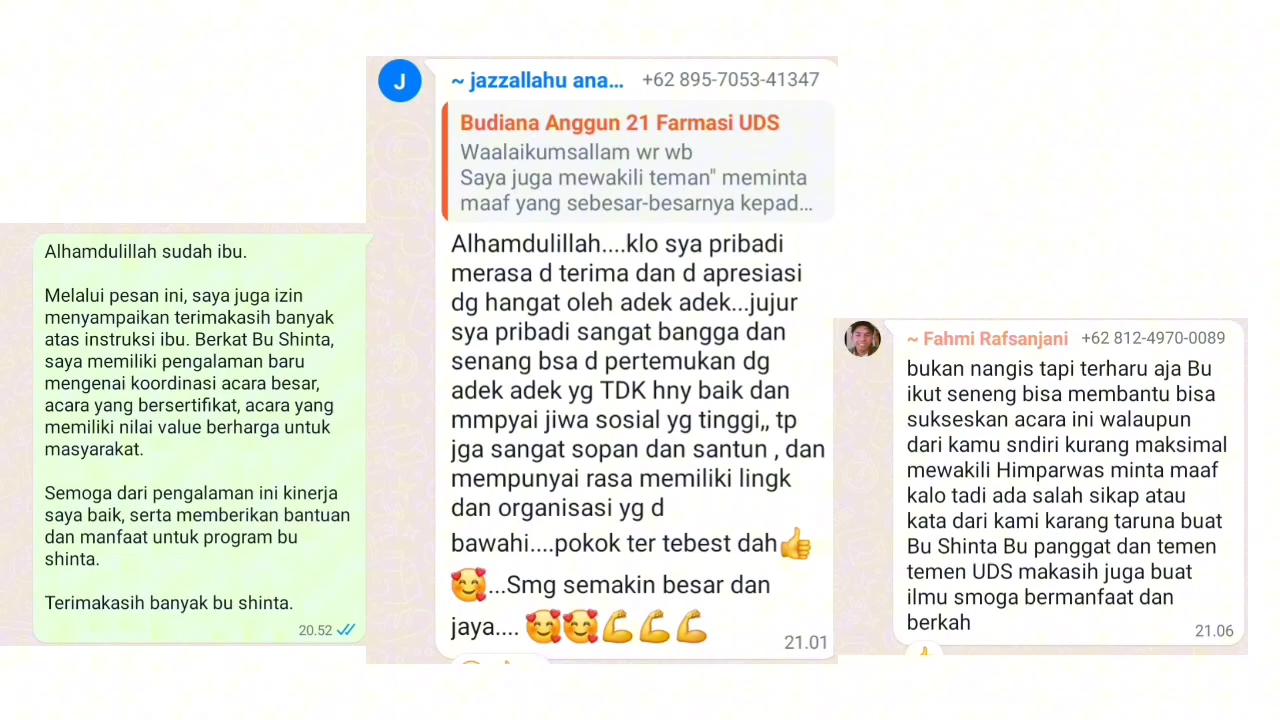 Alhamdulillah sudah ibu.
Melalui pesan ini, saya juga izin
menyampaikan terimakasih banyak
atas instruksi ibu. Berkat Bu Shinta,
saya memiliki pengalaman baru
mengenai koordinasi acara besar,
acara yang bersertifikat, acara yang
memiliki nilai value berharga untuk
masyarakat.
Semoga dari pengalaman ini kinerja
saya baik, serta memberikan bantuan
dan manfaat untuk program bu
shinta.
Terimakasih banyak bu shinta.
20.52
J
~ jazzallahu ana... +62 895-7053-41347
Budiana Anggun 21 Farmasi UDS
Waalaikumsallam wr wb
Saya juga mewakili teman" meminta
maaf yang sebesar-besarnya kepad...
Alhamdulillah....klo sya pribadi
merasa d terima dan d apresiasi
dg hangat oleh adek adek...jujur
sya pribadi sangat bangga dan
senang bsa d pertemukan dg
adek adek yg TDK hny baik dan
mmpyai jiwa sosial yg tinggi,, tp
jga sangat sopan dan santun , dan
mempunyai rasa memiliki lingk
dan organisasi yg d
bawahi....pokok ter tebest dah👍
🥰...Smg semakin besar dan
jaya.... 🥰🥰💪💪💪
21.01
~ Fahmi Rafsanjani +62 812-4970-0089
bukan nangis tapi terharu aja Bu
ikut seneng bisa membantu bisa
sukseskan acara ini walaupun
dari kamu sndiri kurang maksimal
mewakili Himparwas minta maaf
kalo tadi ada salah sikap atau
kata dari kami karang taruna buat
Bu Shinta Bu panggat dan temen
temen UDS makasih juga buat
ilmu smoga bermanfaat dan
berkah
21.06